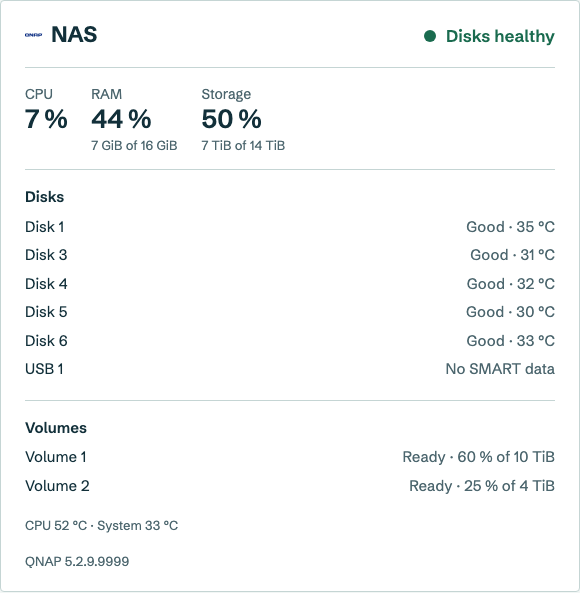 QNAP NAS
Disks healthy
CPU
7 %
RAM
44 %
7 GiB of 16 GiB
Storage
50 %
7 TiB of 14 TiB
Disks
Disk 1 Good · 35 °C
Disk 3 Good · 31 °C
Disk 4 Good · 32 °C
Disk 5 Good · 30 °C
Disk 6 Good · 33 °C
USB 1 No SMART data
Volumes
Volume 1 Ready · 60 % of 10 TiB
Volume 2 Ready · 25 % of 4 TiB
CPU 52 °C · System 33 °C
QNAP 5.2.9.9999